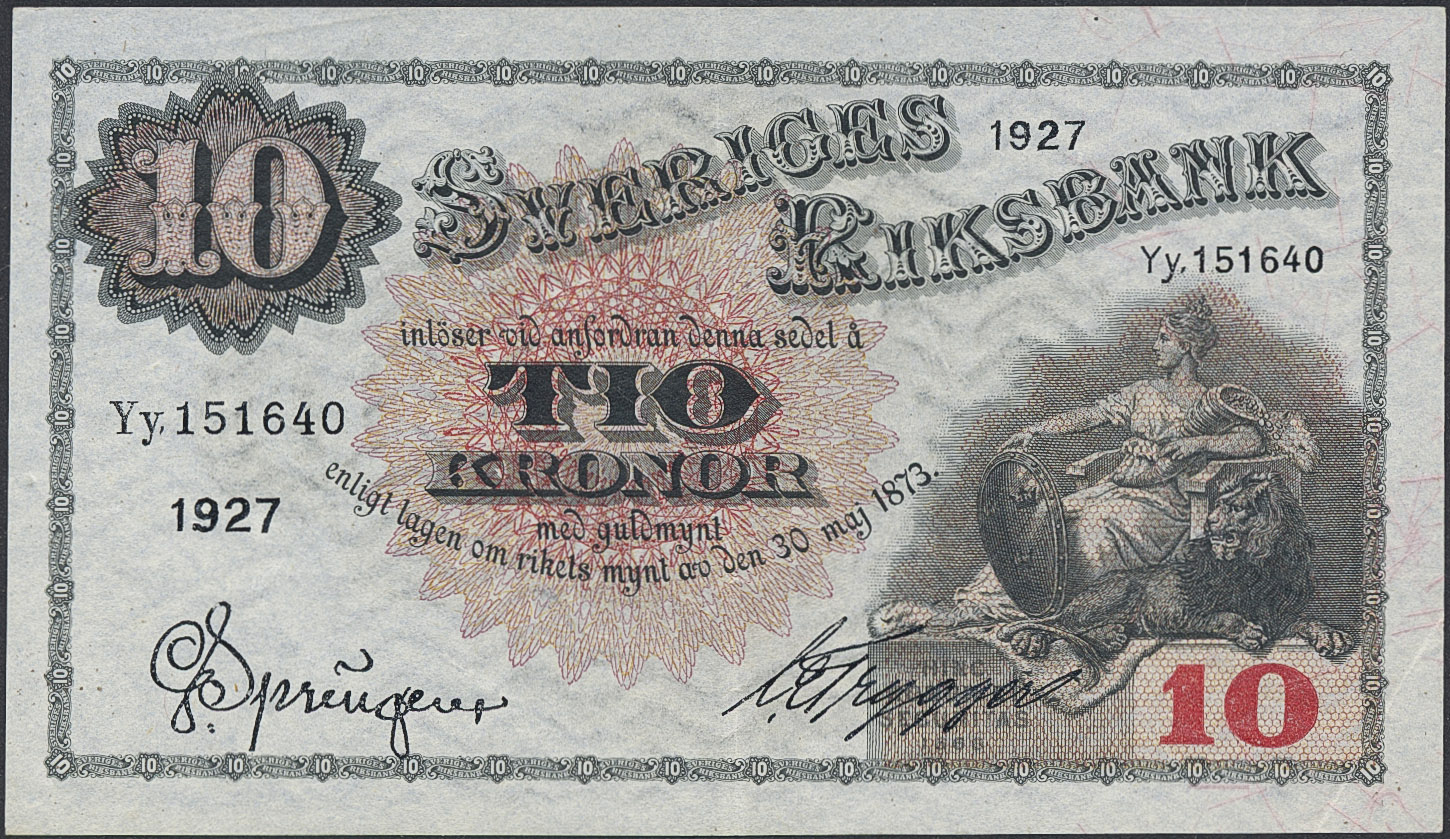 10
SVERIGES
1927
RIKSBANK
Yy,151640
inlöser vid anfordran denna sedel å
TIO
KRONOR
Yy,151640
med guldmynt
enligt lagen om rikets mynt av den 30 maj 1873.
1927
10